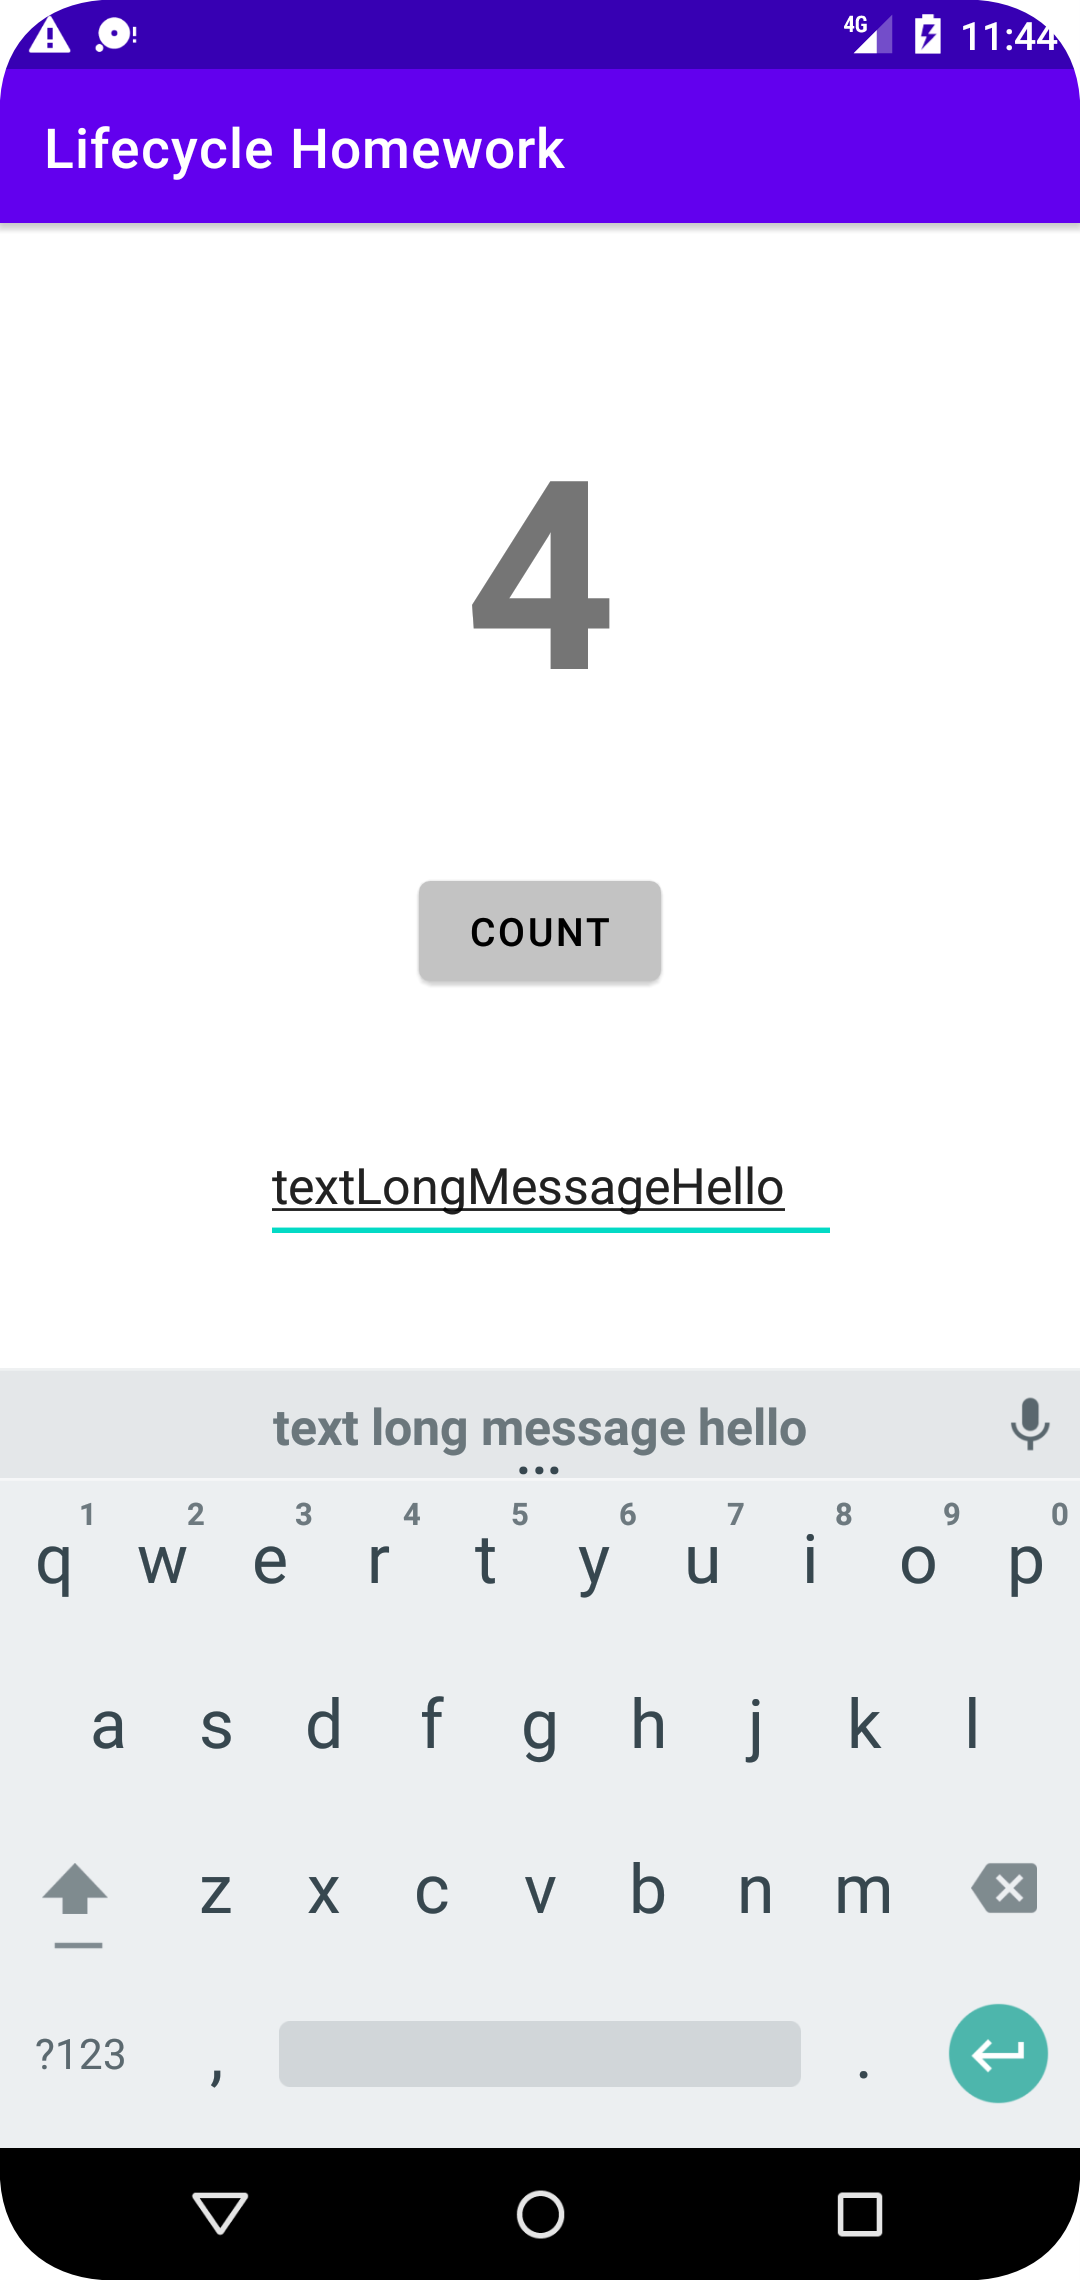 4G 11:44
Lifecycle Homework
4
COUNT
textLongMessageHello
text long message hello
1 2 3 4 5 6 7 8 9 0
q w e r t y u i o p
a s d f g h j k l
z x c v b n m
?123 , .